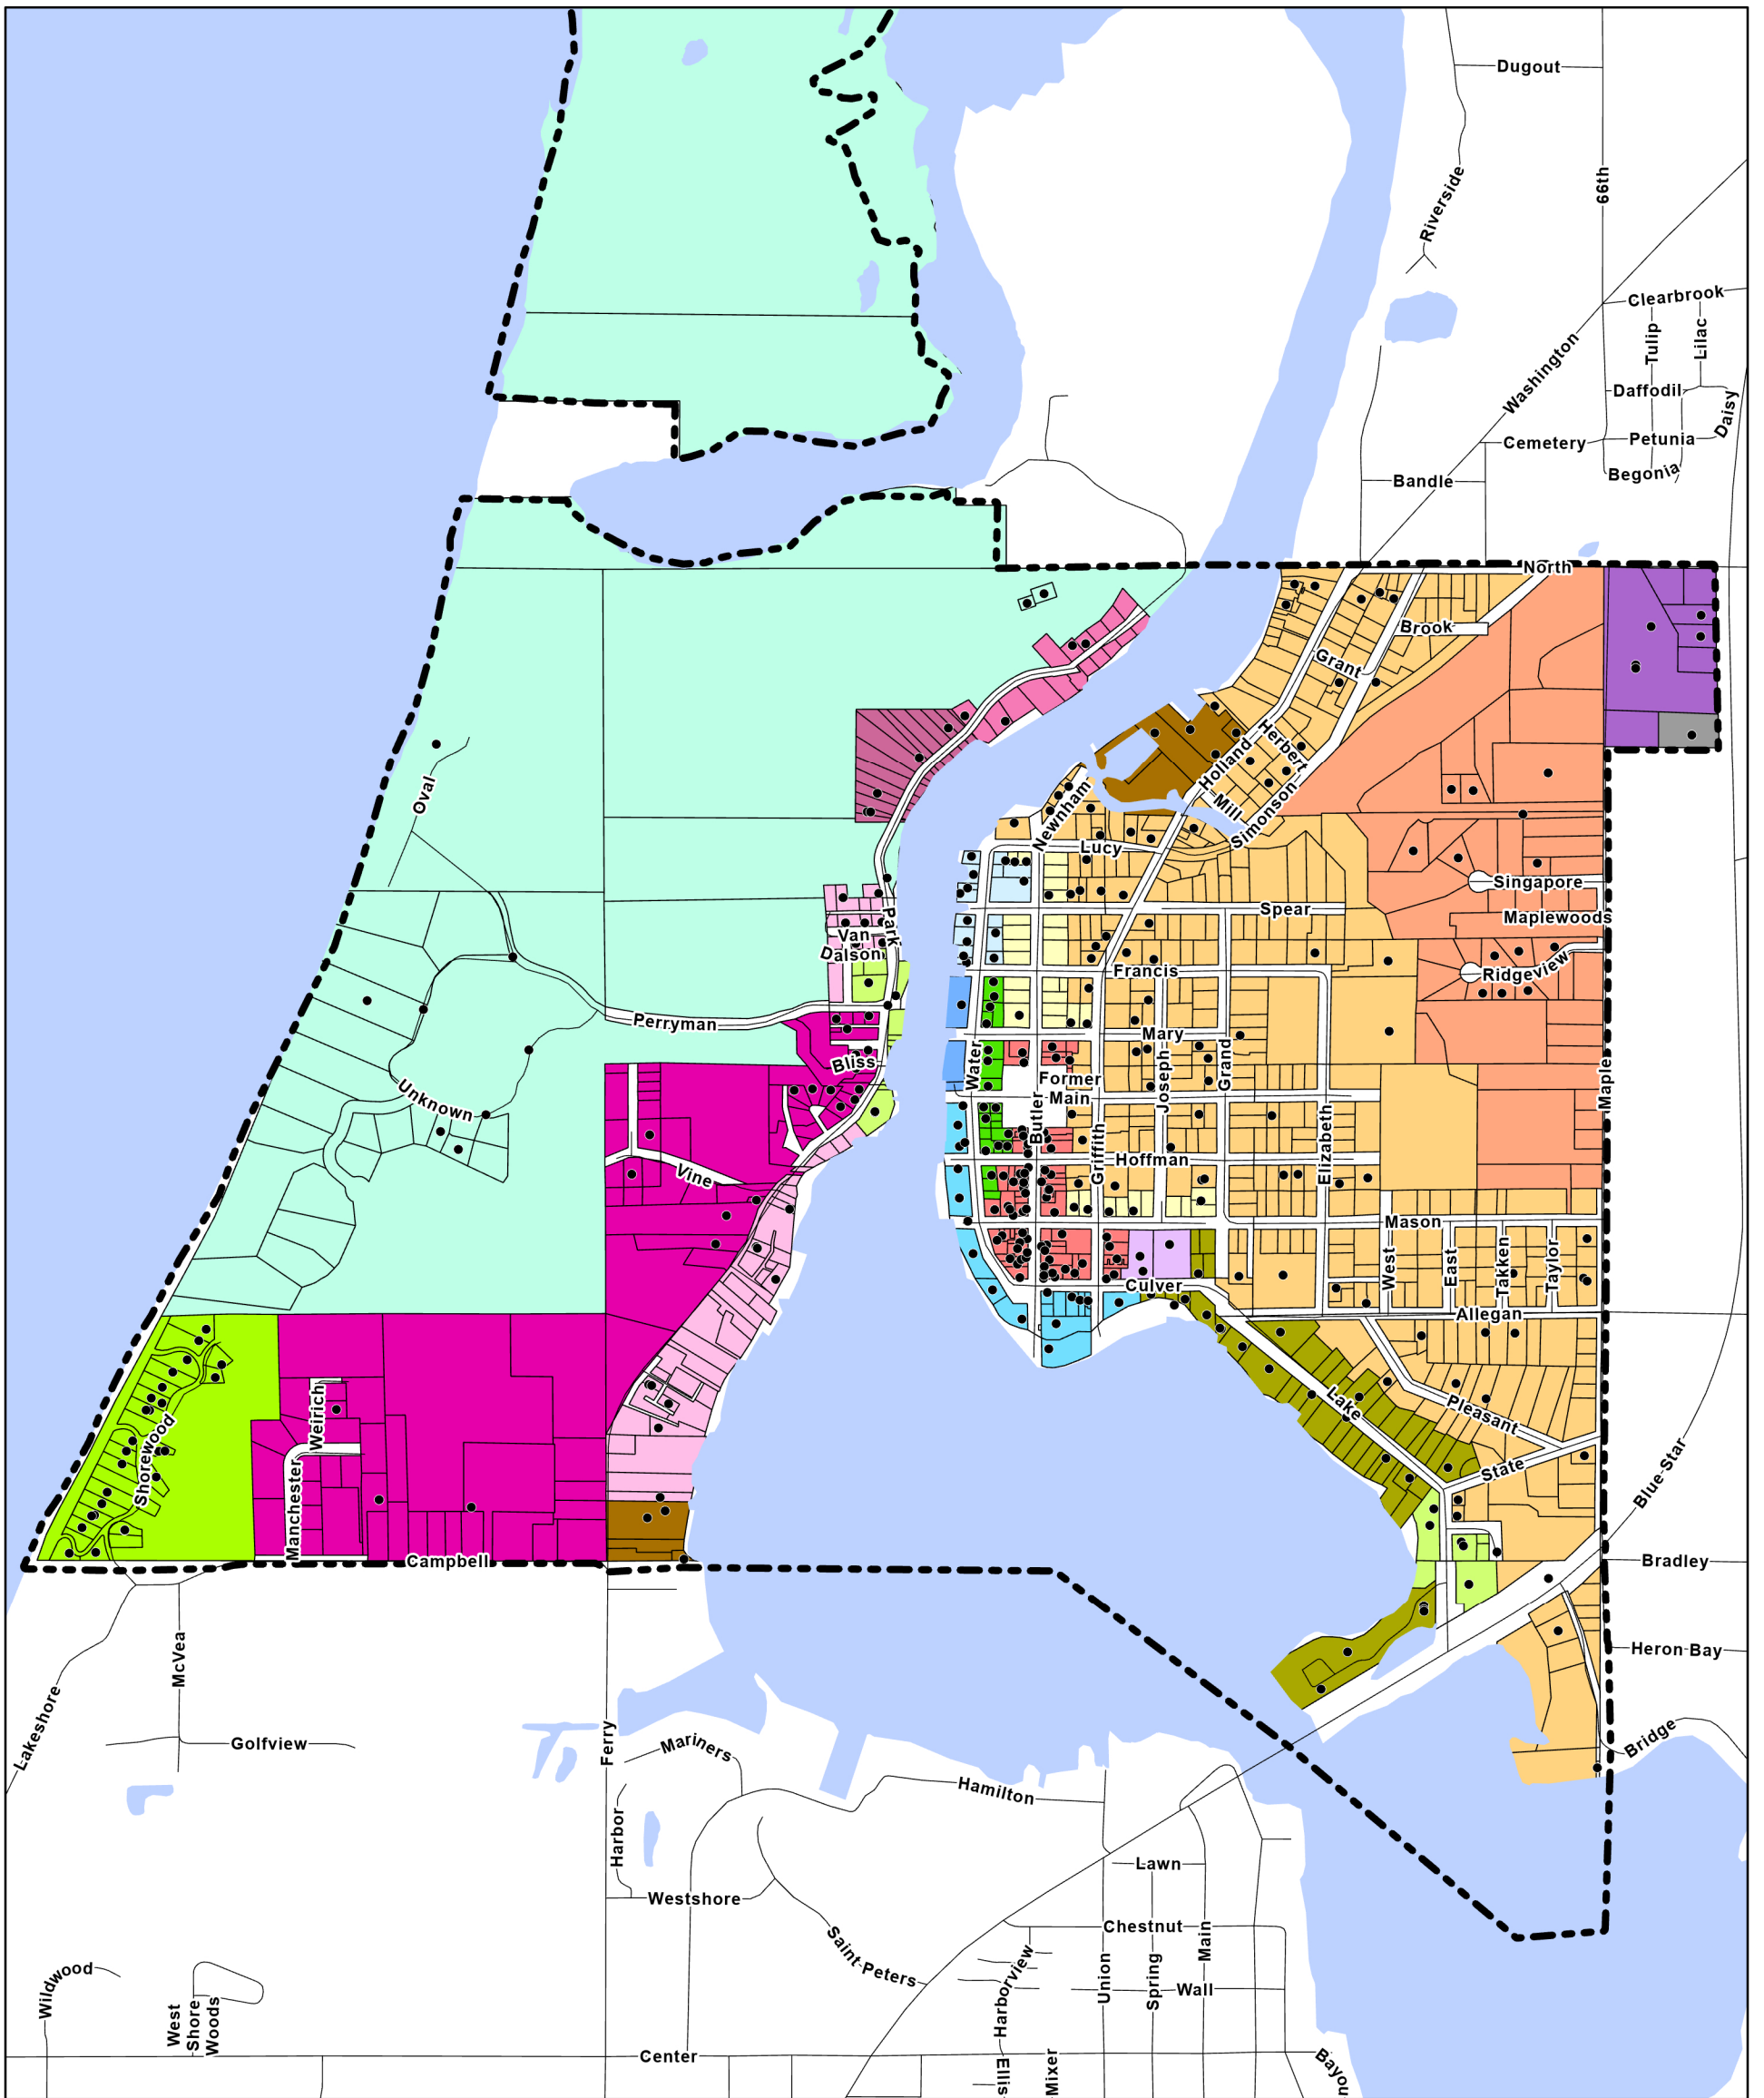 Dugout
Riverside
66th
Clearbrook
Tulip
Lilac
Washington
Daffodil
Daisy
Cemetery
Petunia
Begonia
Bandle
North
Brook
Grant
Herbert
Holland
Oval
Mill
Simonson
Newnham
Lucy
Singapore
Park
Spear
Maplewoods
Van
Dalson
Francis
Ridgeview
Perryman
Mary
Water
Bliss
Joseph
Grand
Former
Main
Maple
Unknown
Butler
Griffith
Elizabeth
Hoffman
Vine
Mason
West
East
Takken
Taylor
Culver
Allegan
Weirich
Lake
Pleasant
Shorewood
Manchester
State
Blue Star
Campbell
Bradley
McVea
Heron Bay
Lakeshore
Golfview
Ferry
Mariners
Bridge
Hamilton
Harbor
Lawn
Westshore
Chestnut
Main
Saint Peters
Harborview
Union
Spring
Wall
Wildwood
West
Shore
Woods
Center
Ellis
Mixer
Bayou